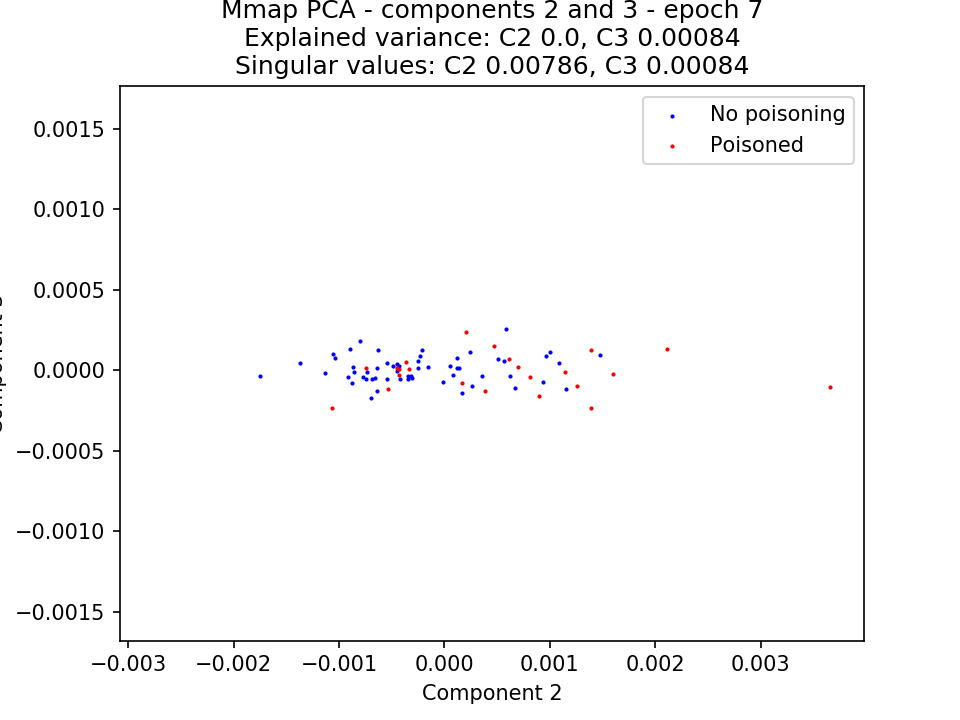 Mmap PCA - components 2 and 3 - epoch 7
Explained variance: C2 0.0, C3 0.00084
Singular values: C2 0.00786, C3 0.00084
No poisoning
Poisoned
0.0015
0.0010
0.0005
0.0000
−0.0005
−0.0010
−0.0015
−0.003
−0.002
−0.001
0.000
0.001
0.002
0.003
Component 2